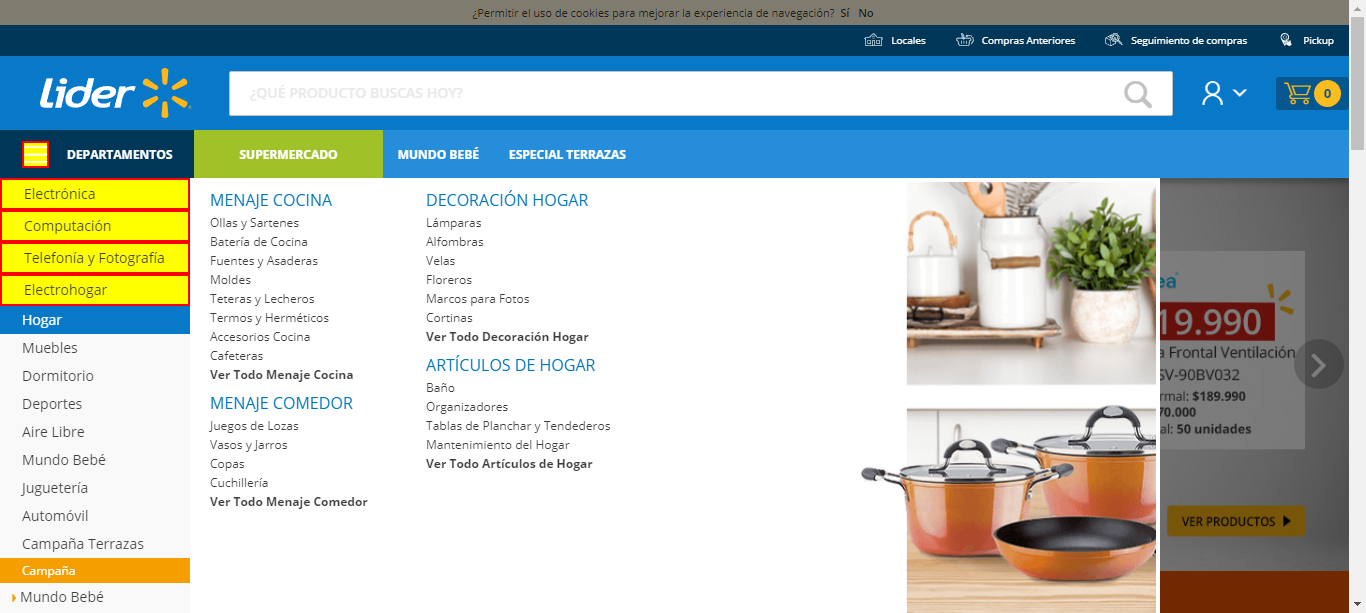 ¿Permitir el uso de cookies para mejorar la experiencia de navegación? Sí No
Locales Compras Anteriores Seguimiento de compras Pickup
lider
¿QUÉ PRODUCTO BUSCAS HOY?
0
DEPARTAMENTOS SUPERMERCADO MUNDO BEBÉ ESPECIAL TERRAZAS
Electrónica
Computación
Telefonía y Fotografía
Electrohogar
Hogar
Muebles
Dormitorio
Deportes
Aire Libre
Mundo Bebé
Juguetería
Automóvil
Campaña Terrazas
Campaña
Mundo Bebé
MENAJE COCINA
Ollas y Sartenes
Batería de Cocina
Fuentes y Asaderas
Moldes
Teteras y Lecheros
Termos y Herméticos
Accesorios Cocina
Cafeteras
Ver Todo Menaje Cocina
MENAJE COMEDOR
Juegos de Lozas
Vasos y Jarros
Copas
Cuchillería
Ver Todo Menaje Comedor
DECORACIÓN HOGAR
Lámparas
Alfombras
Velas
Floreros
Marcos para Fotos
Cortinas
Ver Todo Decoración Hogar
ARTÍCULOS DE HOGAR
Baño
Organizadores
Tablas de Planchar y Tendederos
Mantenimiento del Hogar
Ver Todo Artículos de Hogar
ea
19.990
a Frontal Ventilación
SV-90BV032
rmal: $189.990
70.000
al: 50 unidades
VER PRODUCTOS